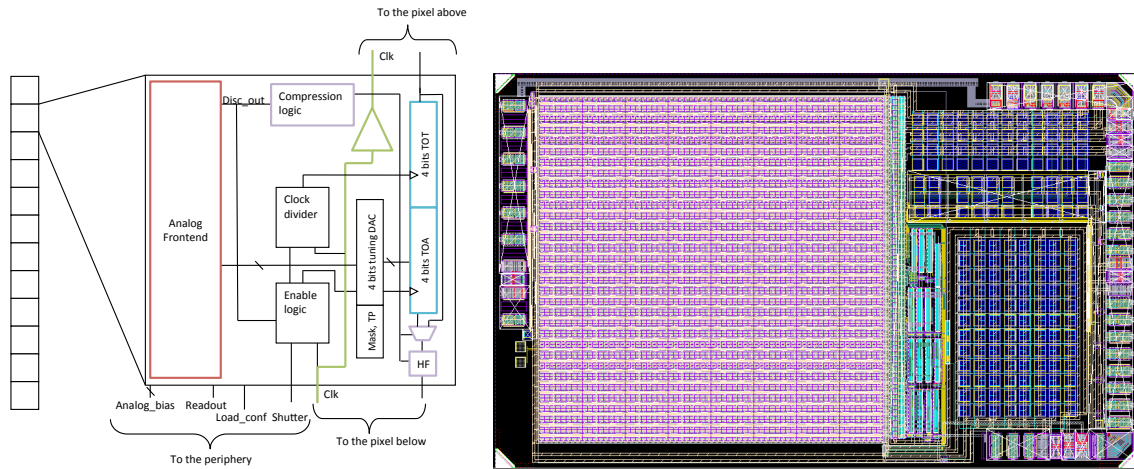 To the pixel above
Clk
Disc_out
Compression
logic
4 bits TOT
Clock
divider
Analog
Frontend
4 bits tuning DAC
4 bits TOA
Enable
logic
Mask, TP
HF
Analog_bias
Readout
Load_conf
Shutter
Clk
To the pixel below
To the periphery